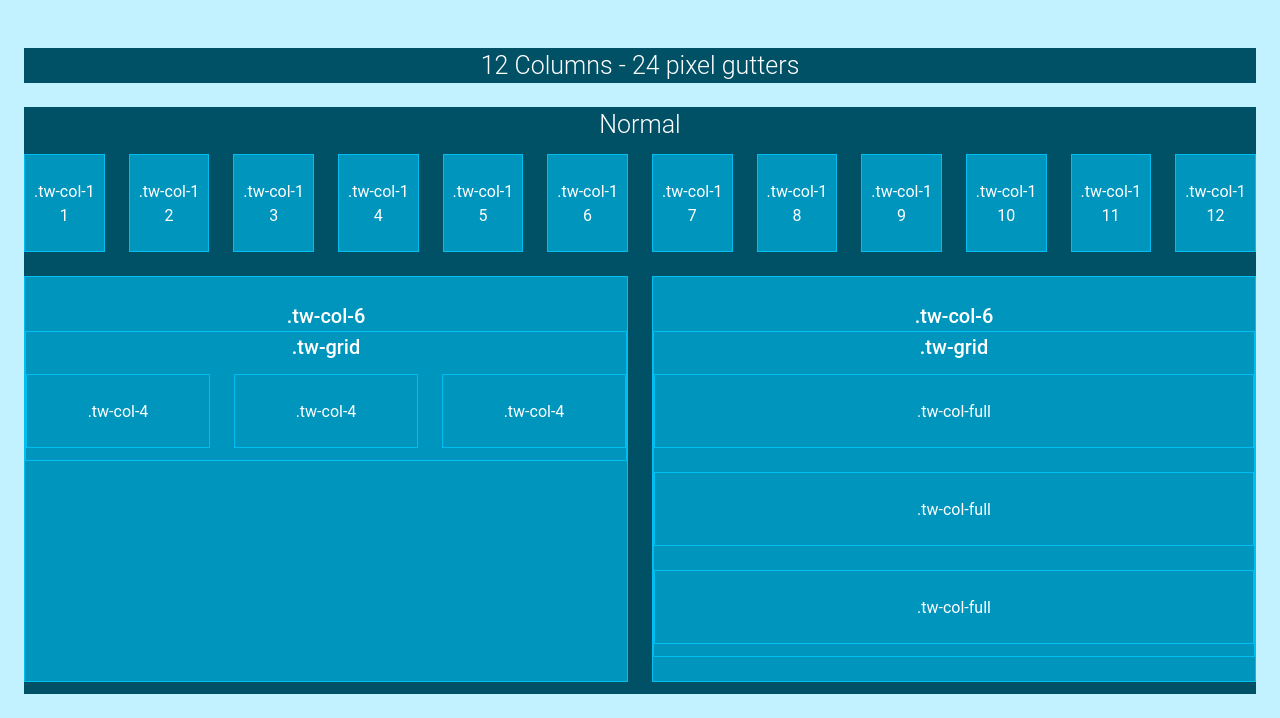 12 Columns - 24 pixel gutters
Normal
.tw-col-1 .tw-col-1 .tw-col-1 .tw-col-1 .tw-col-1 .tw-col-1 .tw-col-1 .tw-col-1 .tw-col-1 .tw-col-1 .tw-col-1 .tw-col-1
1 2 3 4 5 6 7 8 9 10 11 12
.tw-col-6
.tw-grid
.tw-col-4 .tw-col-4 .tw-col-4
.tw-col-6
.tw-grid
.tw-col-full
.tw-col-full
.tw-col-full